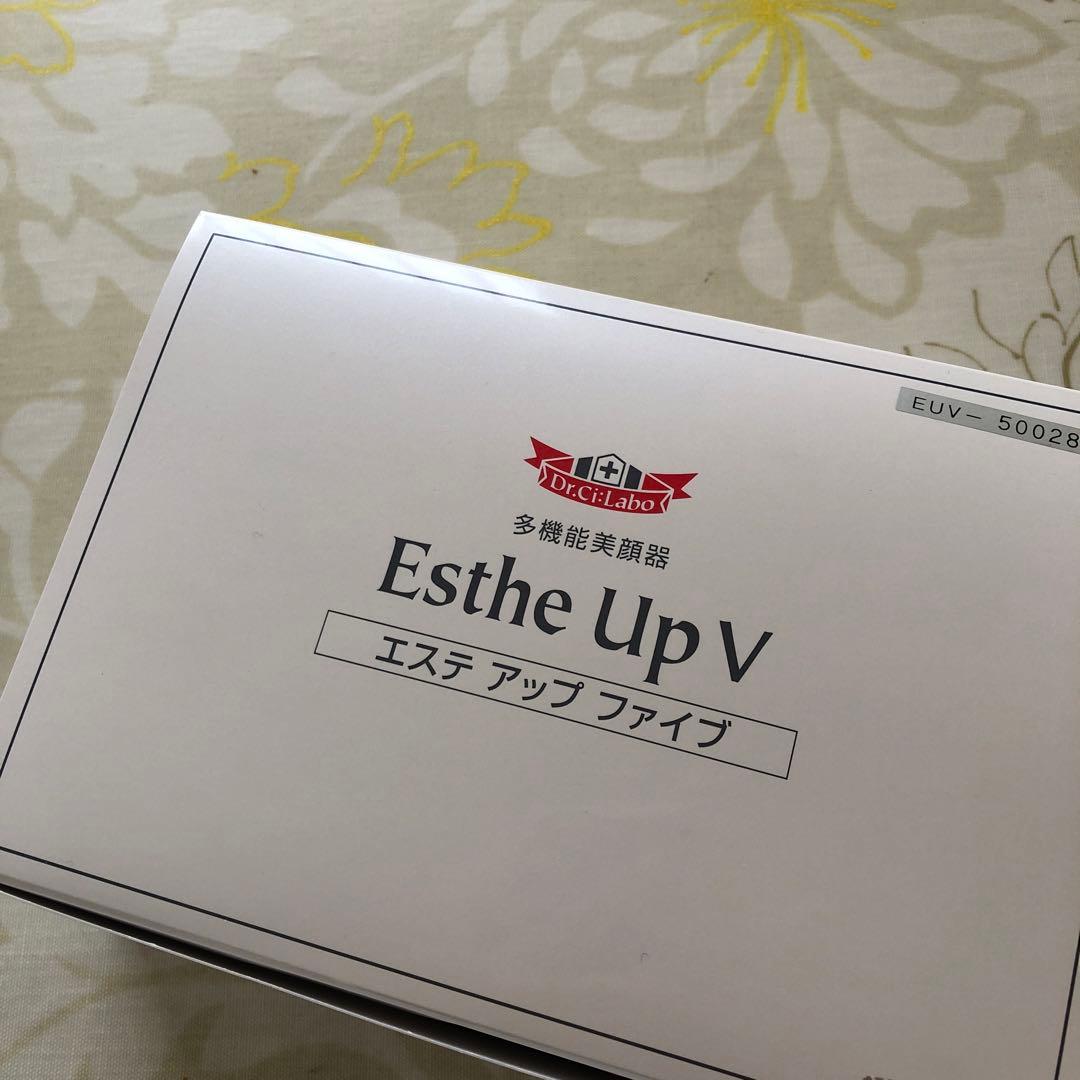 EUV- 50028
Dr.Ci:Labo
多機能美顔器
Esthe Up V
エステ アップ ファイブ